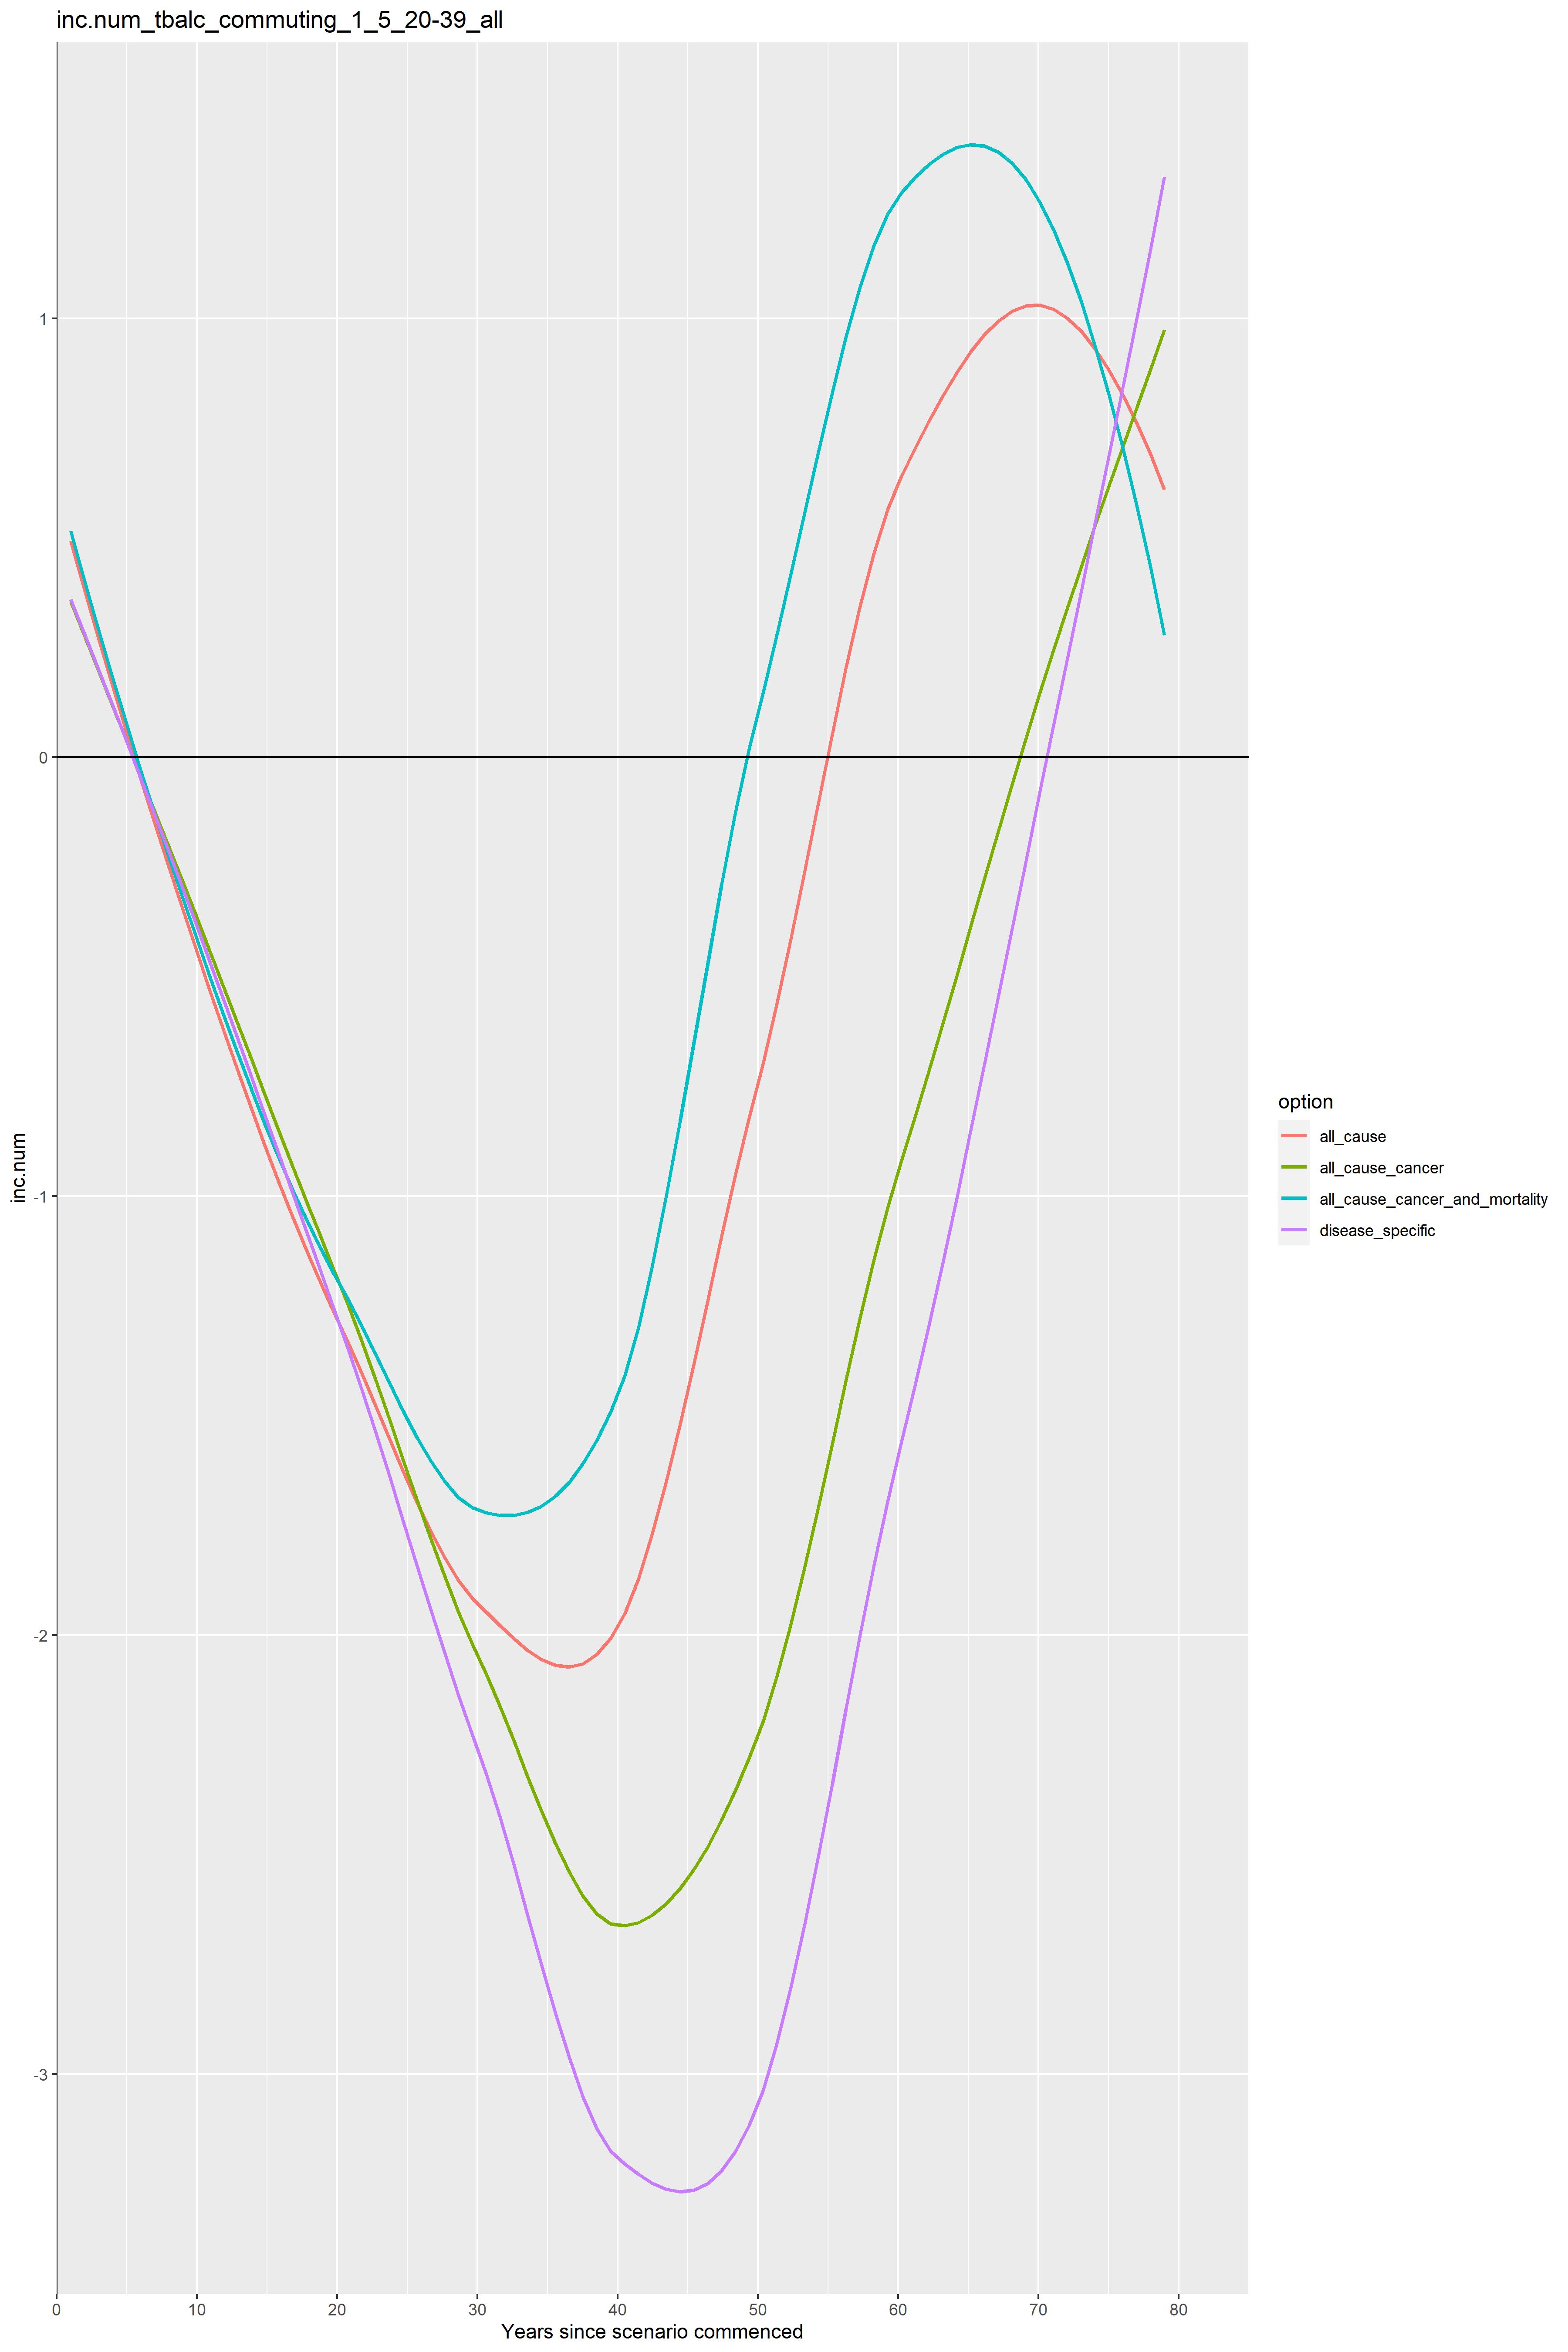 inc.num_tbalc_commuting_1_5_20-39_all
1
0
-1
-2
-3
inc.num
0 10 20 30 40 50 60 70 80
Years since scenario commenced
option
all_cause
all_cause_cancer
all_cause_cancer_and_mortality
disease_specific